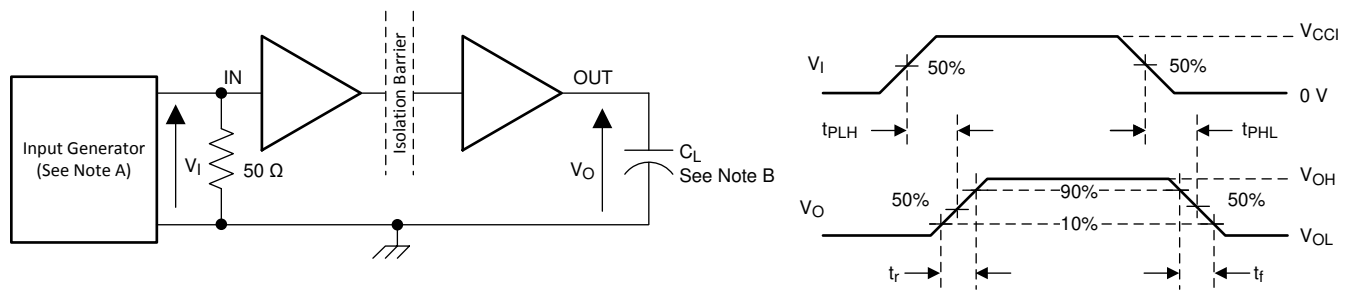 IN
Isolation Barrier
OUT
Input Generator
(See Note A)
VI
50 Ω
VO
CL
See Note B
VI
50%
50%
VCCI
0 V
tPLH
tPHL
VO
50%
90%
10%
50%
VOH
VOL
tr
tf